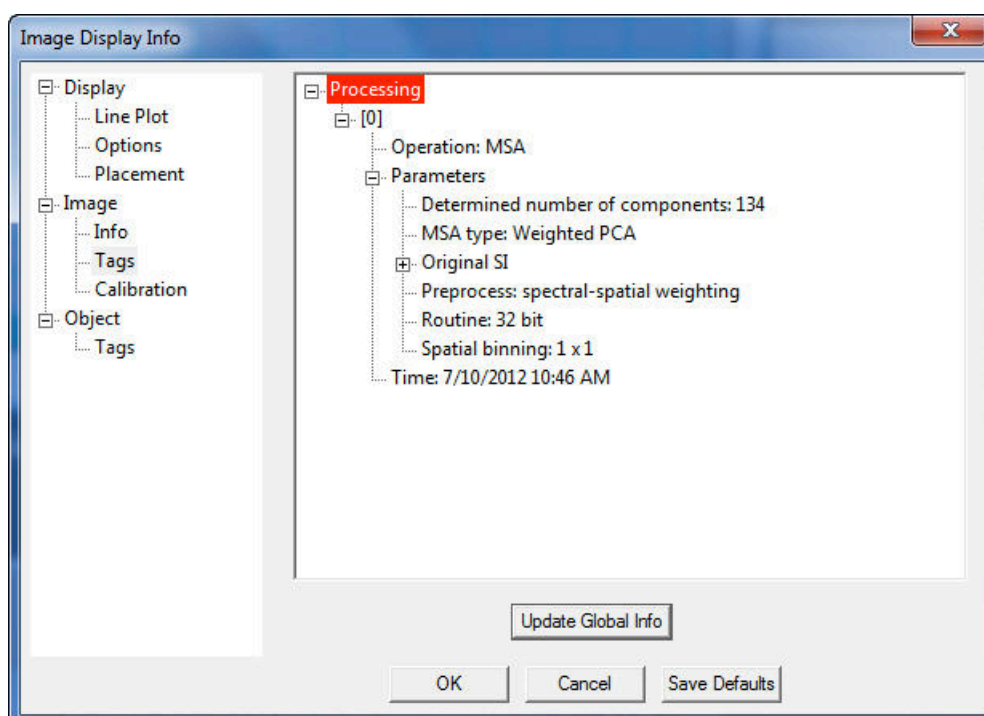 Image Display Info
Display
Line Plot
Options
Placement
Image
Info
Tags
Calibration
Object
Tags
Processing
[0]
Operation: MSA
Parameters
Determined number of components: 134
MSA type: Weighted PCA
Original SI
Preprocess: spectral-spatial weighting
Routine: 32 bit
Spatial binning: 1 x 1
Time: 7/10/2012 10:46 AM
Update Global Info
OK Cancel Save Defaults